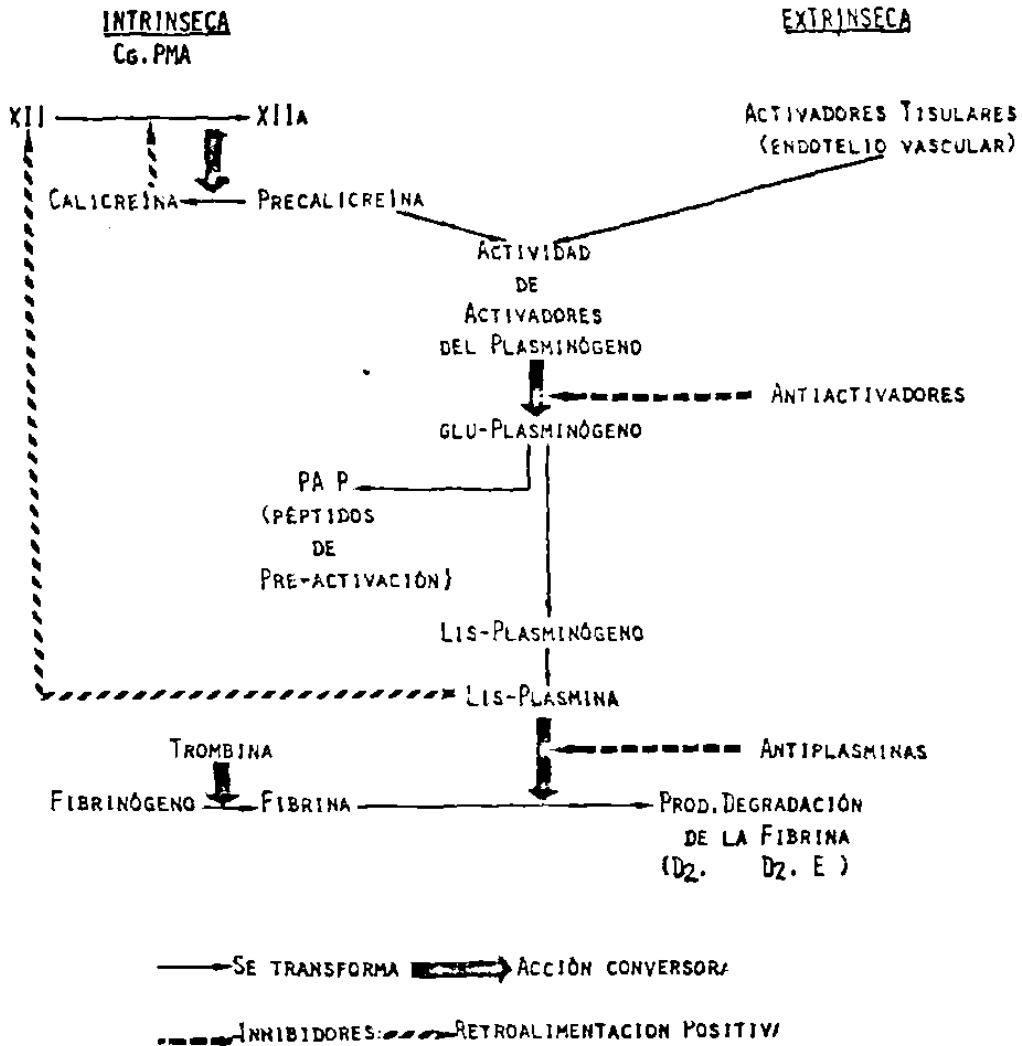 INTRINSECA
CG.PMA
EXTRINSECA
XII
XIIA
ACTIVADORES TISULARES
(ENDOTELIO VASCULAR)
CALICREÍNA
PRECALICREÍNA
ACTIVIDAD
DE
ACTIVADORES
DEL PLASMINÓGENO
ANTIACTIVADORES
GLU-PLASMINÓGENO
PA P
(PÉPTIDOS
DE
PRE-ACTIVACIÓN)
LIS-PLASMINÓGENO
LIS-PLASMINA
TROMBINA
ANTIPLASMINAS
FIBRINÓGENO
FIBRINA
PROD.DEGRADACIÓN
DE LA FIBRINA
(D2. D2. E )
SE TRANSFORMA
ACCIÓN CONVERSORA
INHIBIDORES:
RETROALIMENTACION POSITIVA